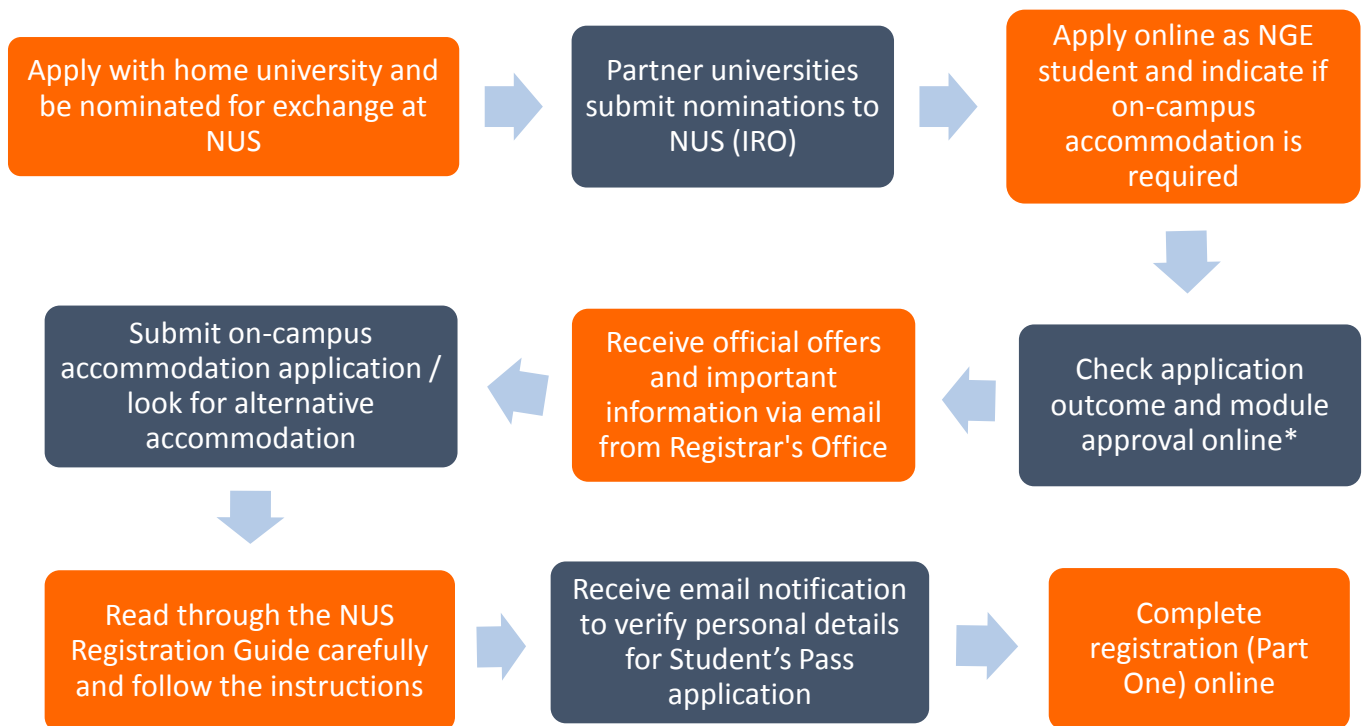 Apply with home university and
be nominated for exchange at
NUS
Partner universities
submit nominations to
NUS (IRO)
Apply online as NGE
student and indicate if
on-campus
accommodation is
required
Check application
outcome and module
approval online*
Receive official offers
and important
information via email
from Registrar's Office
Submit on-campus
accommodation application /
look for alternative
accommodation
Read through the NUS
Registration Guide carefully
and follow the instructions
Receive email notification
to verify personal details
for Student’s Pass
application
Complete
registration (Part
One) online